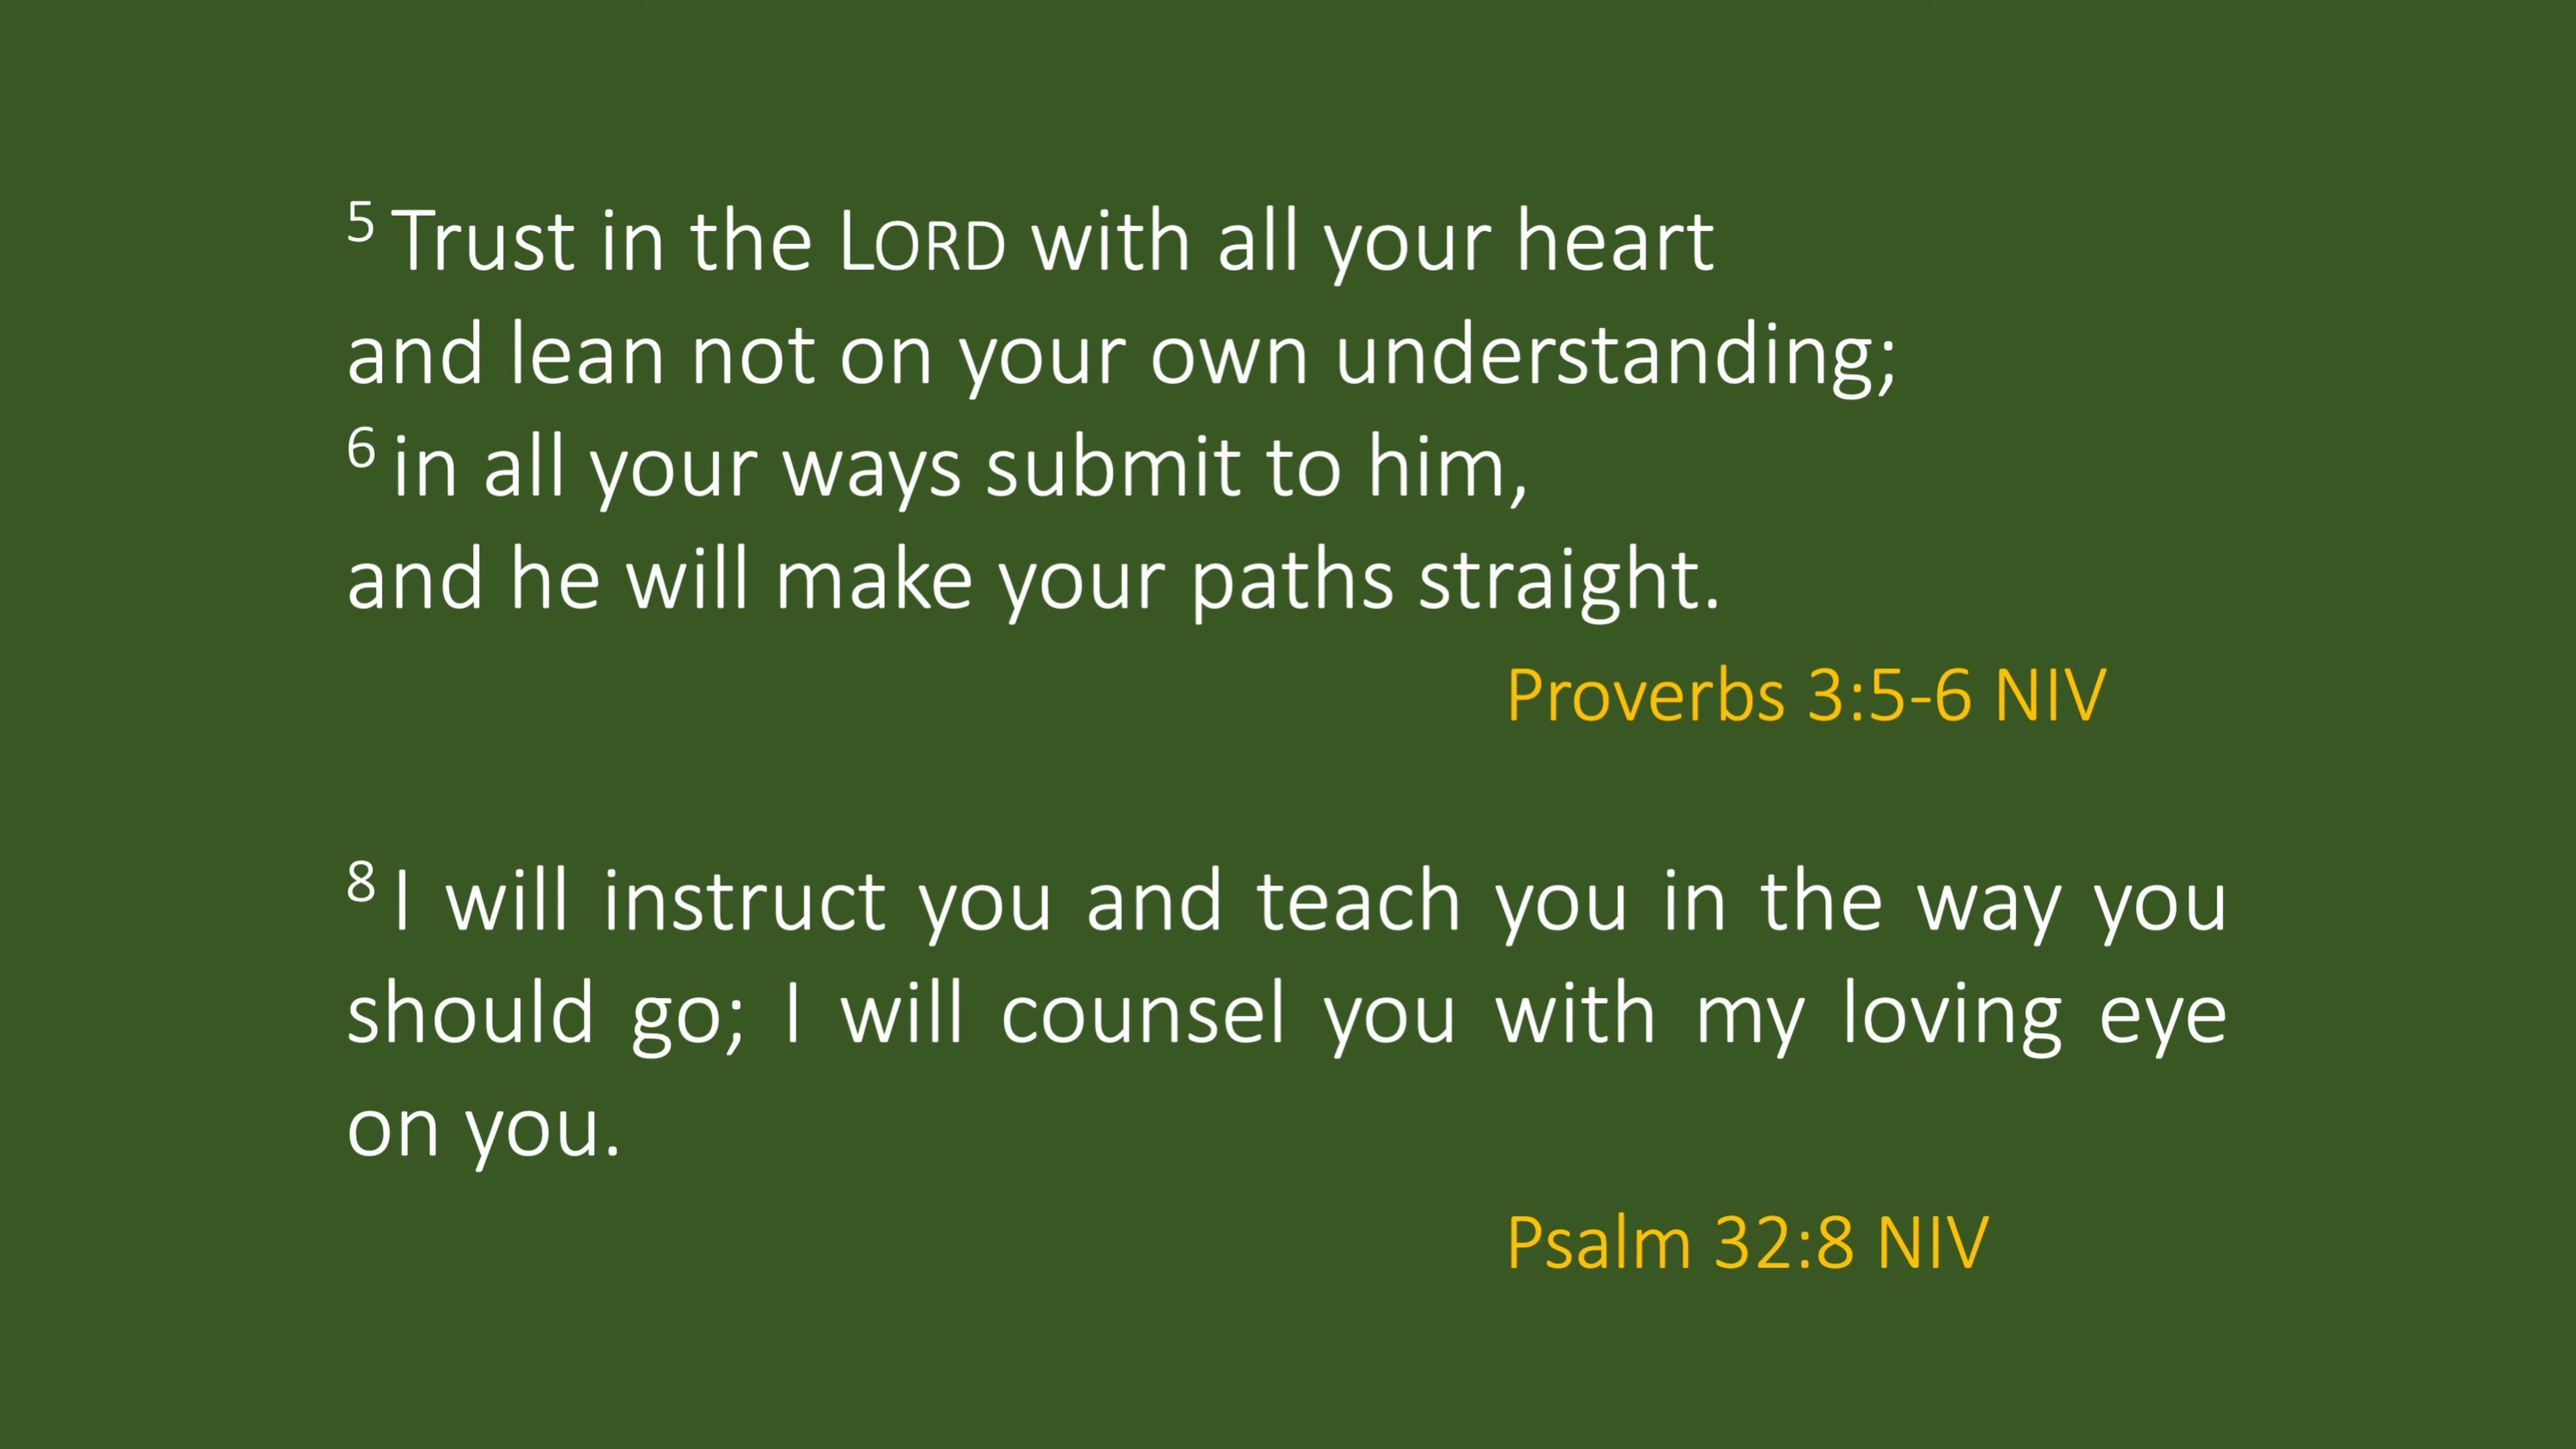 ⁵ Trust in the LORD with all your heart
and lean not on your own understanding;
⁶ in all your ways submit to him,
and he will make your paths straight.
Proverbs 3:5-6 NIV
⁸ I will instruct you and teach you in the way you
should go; I will counsel you with my loving eye
on you.
Psalm 32:8 NIV